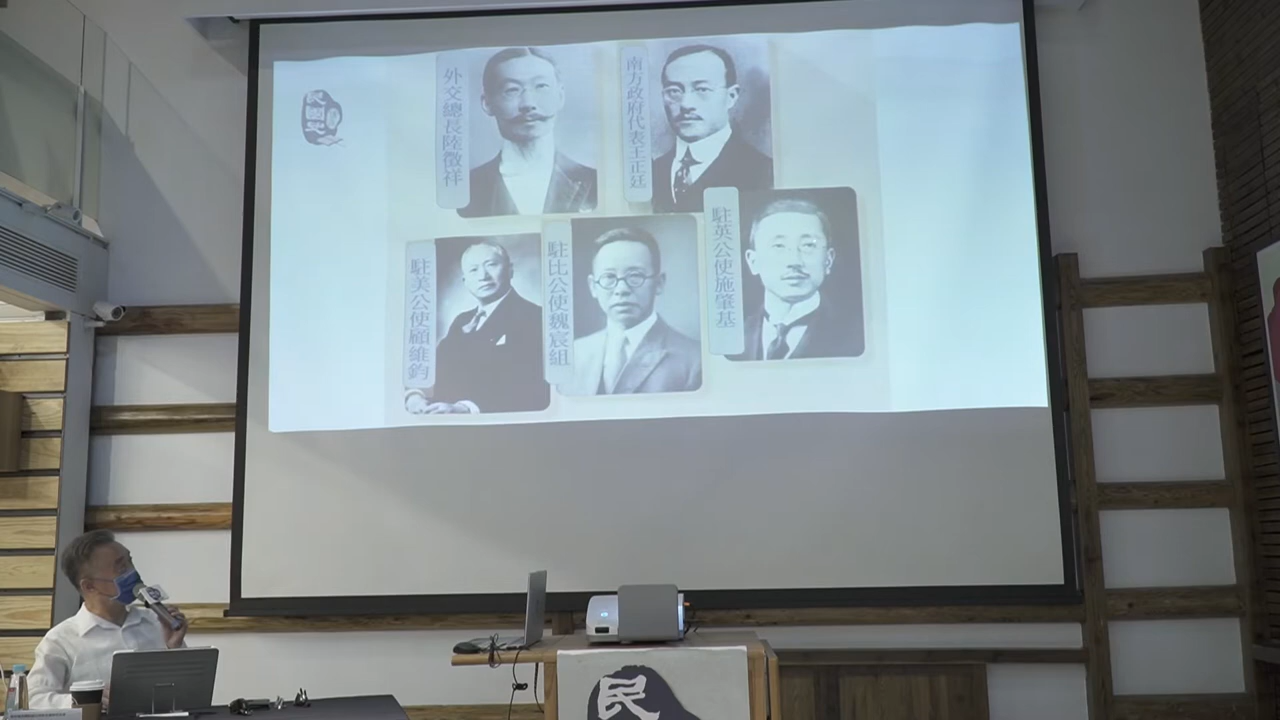 外交總長陸徵祥
南方政府代表王正廷
駐美公使顧維鈞
駐比公使魏宸組
駐英公使施肇基
民